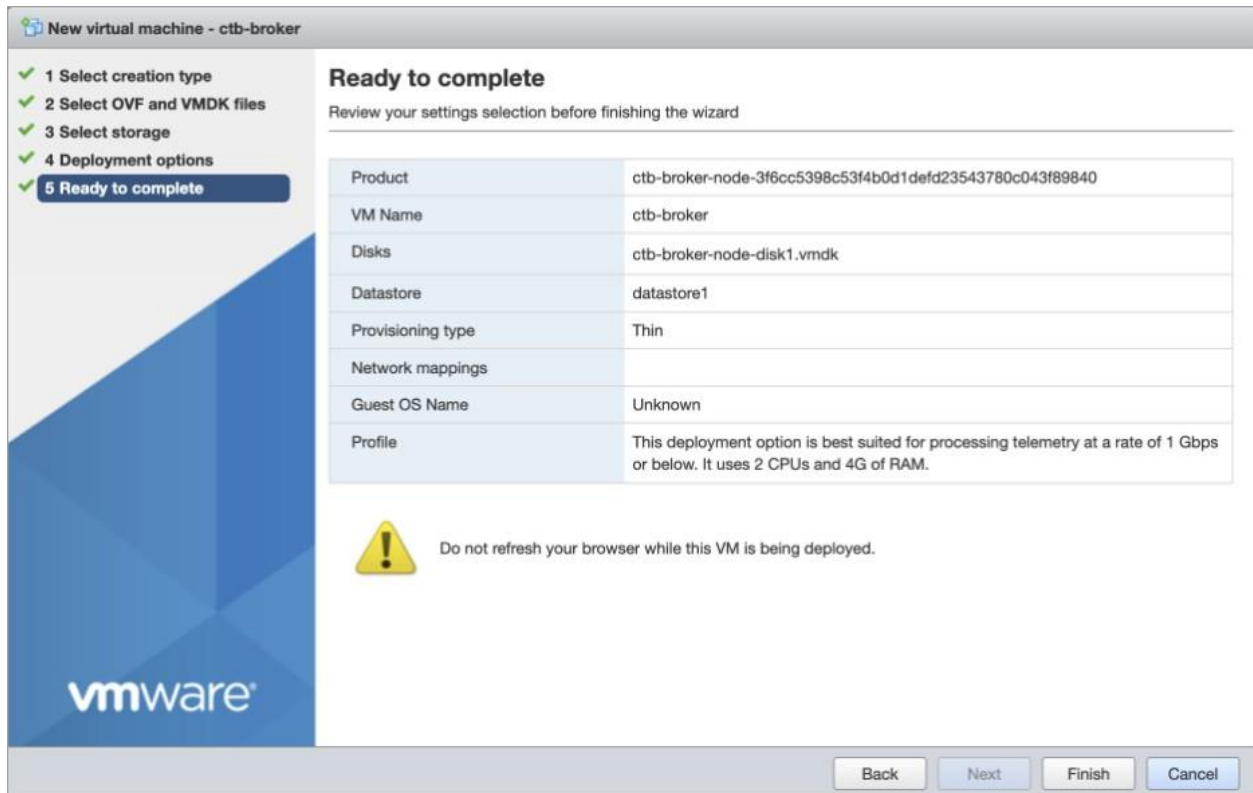 New virtual machine - ctb-broker
1 Select creation type
2 Select OVF and VMDK files
3 Select storage
4 Deployment options
5 Ready to complete
Ready to complete
Review your settings selection before finishing the wizard
Product ctb-broker-node-3f6cc5398c53f4b0d1defd23543780c043f89840
VM Name ctb-broker
Disks ctb-broker-node-disk1.vmdk
Datastore datastore1
Provisioning type Thin
Network mappings
Guest OS Name Unknown
Profile This deployment option is best suited for processing telemetry at a rate of 1 Gbps
or below. It uses 2 CPUs and 4G of RAM.
Do not refresh your browser while this VM is being deployed.
vmware®
Back Next Finish Cancel